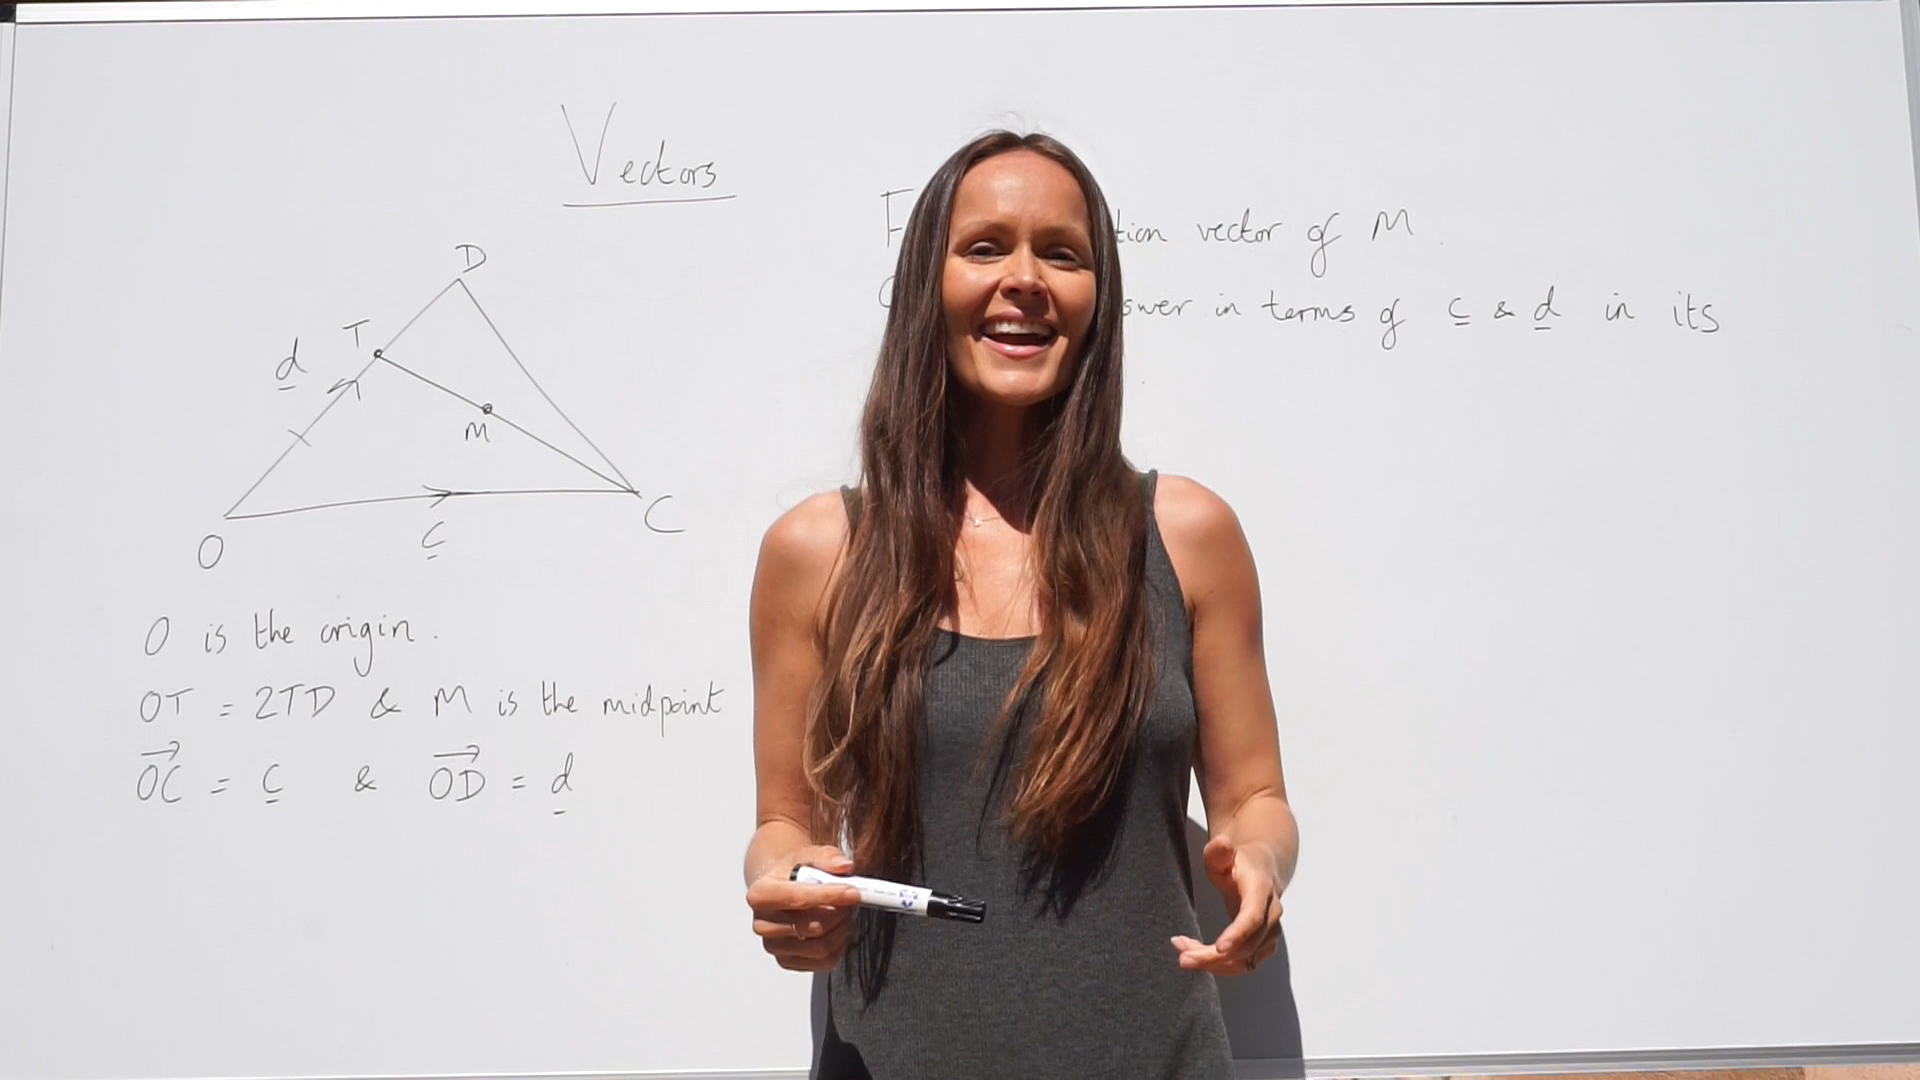 Vectors
D
T
d
M
O
C
c
O is the origin.
OT = 2TD & M is the midpoint
OC = c & OD = d
F tion vector of M.
swer in terms of c & d in its